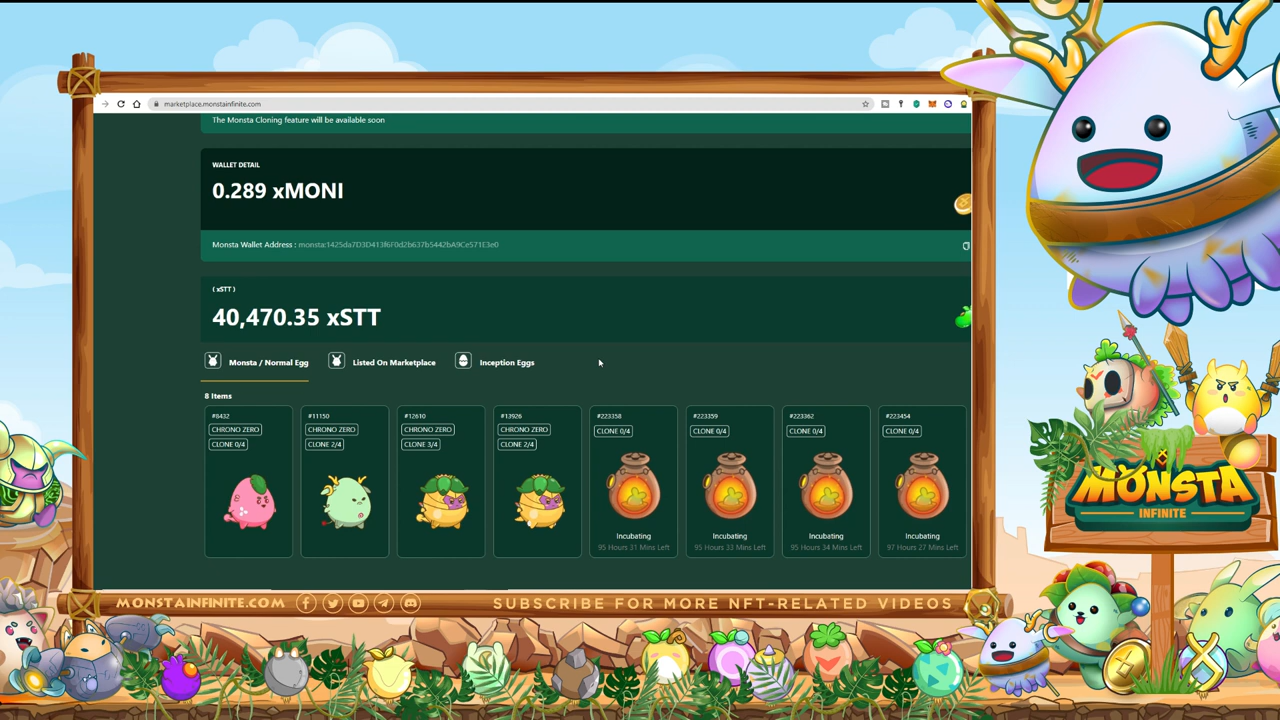 marketplace.monstainfinite.com
The Monsta Cloning feature will be available soon
WALLET DETAIL
0.289 xMONI
Monsta Wallet Address : monsta:1425da7D3D413f6F0d2b637b5442bA9Ce571E3e0
( xSTT )
40,470.35 xSTT
Monsta / Normal Egg Listed On Marketplace Inception Eggs
8 Items
#8432 #11150 #12610 #13926 #223358 #223359 #223362 #223454
CHRONO ZERO CHRONO ZERO CHRONO ZERO CHRONO ZERO CLONE 0/4 CLONE 0/4 CLONE 0/4 CLONE 0/4
CLONE 0/4 CLONE 2/4 CLONE 3/4 CLONE 2/4
Incubating Incubating Incubating Incubating
95 Hours 31 Mins Left 95 Hours 33 Mins Left 95 Hours 34 Mins Left 97 Hours 27 Mins Left
MONSTA
INFINITE
MONSTAINFINITE.COM SUBSCRIBE FOR MORE NFT-RELATED VIDEOS